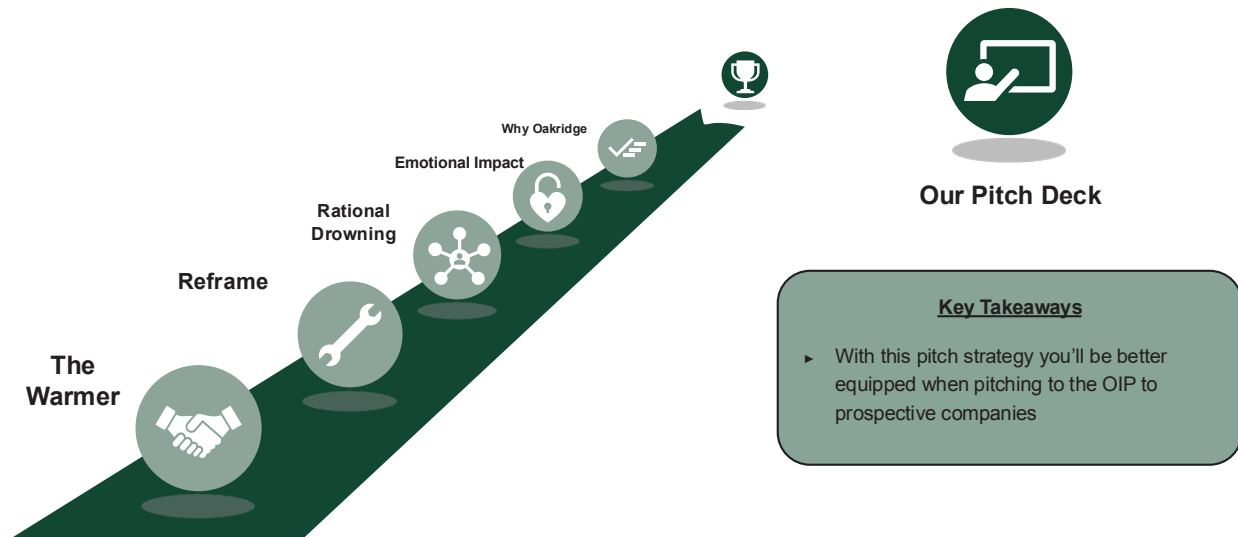 Why Oakridge
Emotional Impact
Rational
Drowning
Reframe
The
Warmer
Our Pitch Deck
Key Takeaways
► With this pitch strategy you'll be better
equipped when pitching to the OIP to
prospective companies